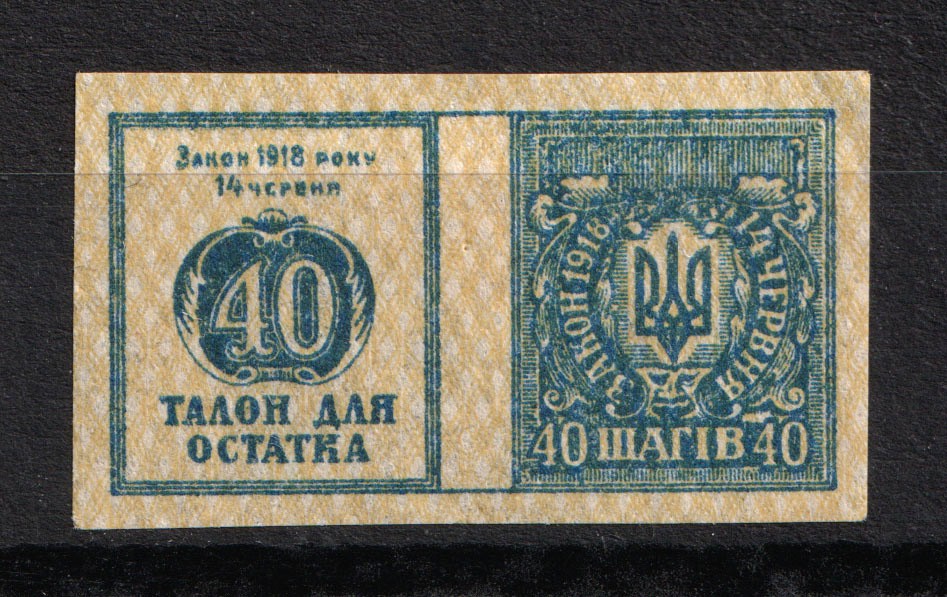 Закон 1918 року
14 червня
40
ТАЛОН ДЛЯ
ОСТАТКА
ЗАКОН 1918 14 ЧЕРВНЯ
40 ШАГІВ 40